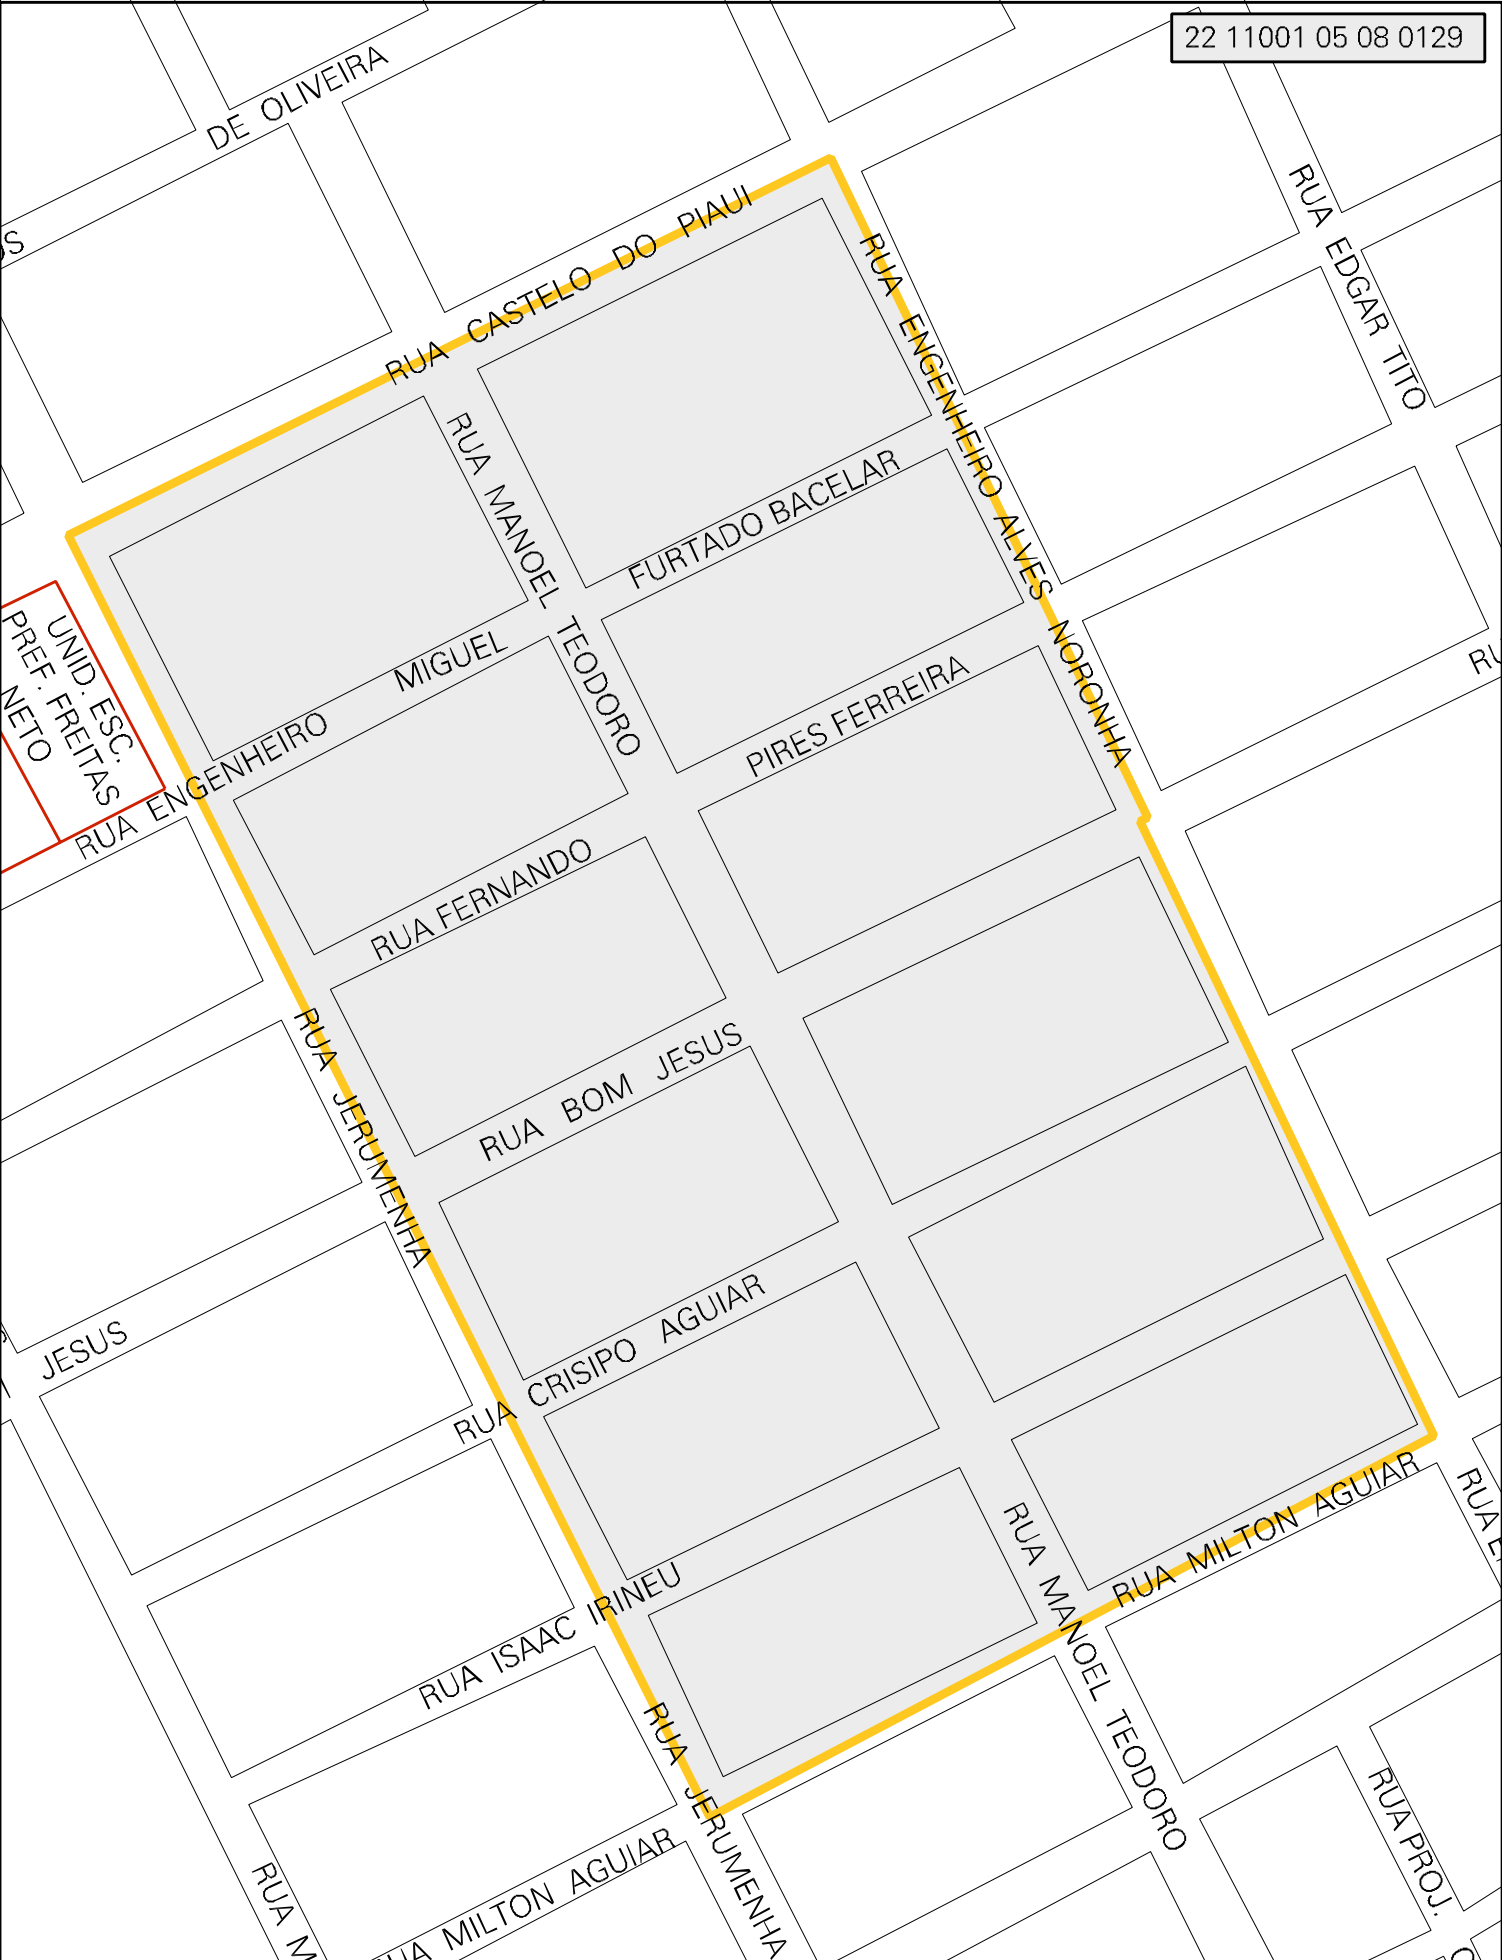 22 11001 05 08 0129
DE OLIVEIRA
RUA EDGAR TITO
RUA CASTELO DO PIAUI
RUA ENGENHEIRO ALVES NORONHA
RUA MANOEL TEODORO
FURTADO BACELAR
RUA ENGENHEIRO MIGUEL
UNID. ESC.
PREF. FREITAS
NETO
PIRES FERREIRA
RUA FERNANDO
RUA BOM JESUS
RUA JERUMENHA
JESUS
RUA CRISIPO AGUIAR
RUA ISAAC IRINEU
RUA MILTON AGUIAR
RUA MANOEL TEODORO
RUA JERUMENHA
RUA PROJ.
RUA M
UA MILTON AGUIAR
RUA